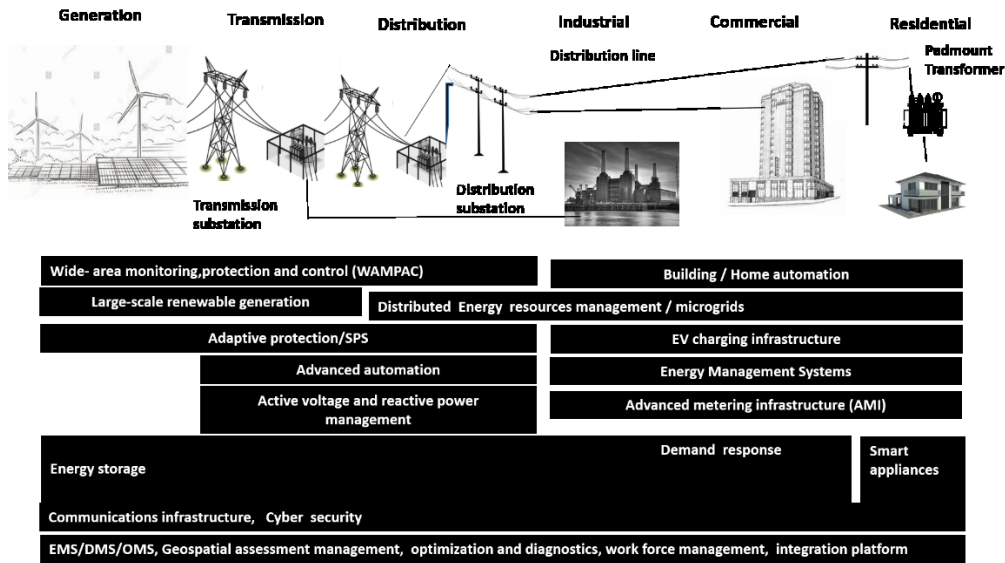 Generation
Transmission
Distribution
Industrial
Commercial
Residential
Distribution line
Padmount
Transformer
Transmission
substation
Distribution
substation
Wide- area monitoring,protection and control (WAMPAC)
Building / Home automation
Large-scale renewable generation
Distributed Energy resources management / microgrids
Adaptive protection/SPS
EV charging infrastructure
Advanced automation
Energy Management Systems
Active voltage and reactive power
management
Advanced metering infrastructure (AMI)
Energy storage
Demand response
Smart
appliances
Communications infrastructure, Cyber security
EMS/DMS/OMS, Geospatial assessment management, optimization and diagnostics, work force management, integration platform